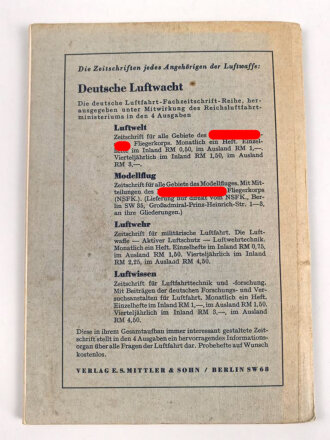 Die Zeitschriften jedes Angehörigen der Luftwaffe:
Deutsche Luftwacht
Die deutsche Luftfahrt-Fachzeitschrift-Reihe, her-
ausgegeben unter Mitwirkung des Reichsluftfahrt-
ministeriums in den 4 Ausgaben
Luftwelt
Zeitschrift für alle Gebiete des
Fliegerkorps. Monatlich ein Heft. Einzel-
hefte im Inland RM 0,50, im Ausland RM 1,—
Vierteljährlich im Inland RM 1,50, im Ausland
RM 3,—.
Modellflug
Zeitschrift für alle Gebiete des Modellfluges. Mit Mit-
teilungen des Fliegerkorps
(NSFK.). (Lieferung nur direkt vom NSFK., Ber-
lin SW 35, Großadmiral-Prinz-Heinrich-Str. 1—5,
an ihre Gliederungen.)
Luftwehr
Zeitschrift für militärische Luftfahrt. Die Luft-
waffe — Aktiver Luftschutz — Luftwehrtechnik.
Monatlich ein Heft. Einzelhefte im Inland RM 0,75,
im Ausland RM 1,50. Vierteljährlich im Inland RM
2,25, im Ausland RM 4,50.
Luftwissen
Zeitschrift für Luftfahrttechnik und -forschung.
Mit Beiträgen der deutschen Forschungs- und Ver-
suchsanstalten für Luftfahrt. Monatlich ein Heft.
Einzelhefte im Inland RM 1,—, im Ausland RM 1,50.
Vierteljährlich im Inland RM 3,—, im Ausland
RM 4,50.
Diese in ihrem Gesamtaufbau immer interessant gestaltete Zeit-
schrift stellt in den 4 Ausgaben ein hervorragendes Informations-
organ über alle Fragen der Luftfahrt dar. Probehefte auf Wunsch
kostenlos.
VERLAG E. S. MITTLER & SOHN / BERLIN SW 68